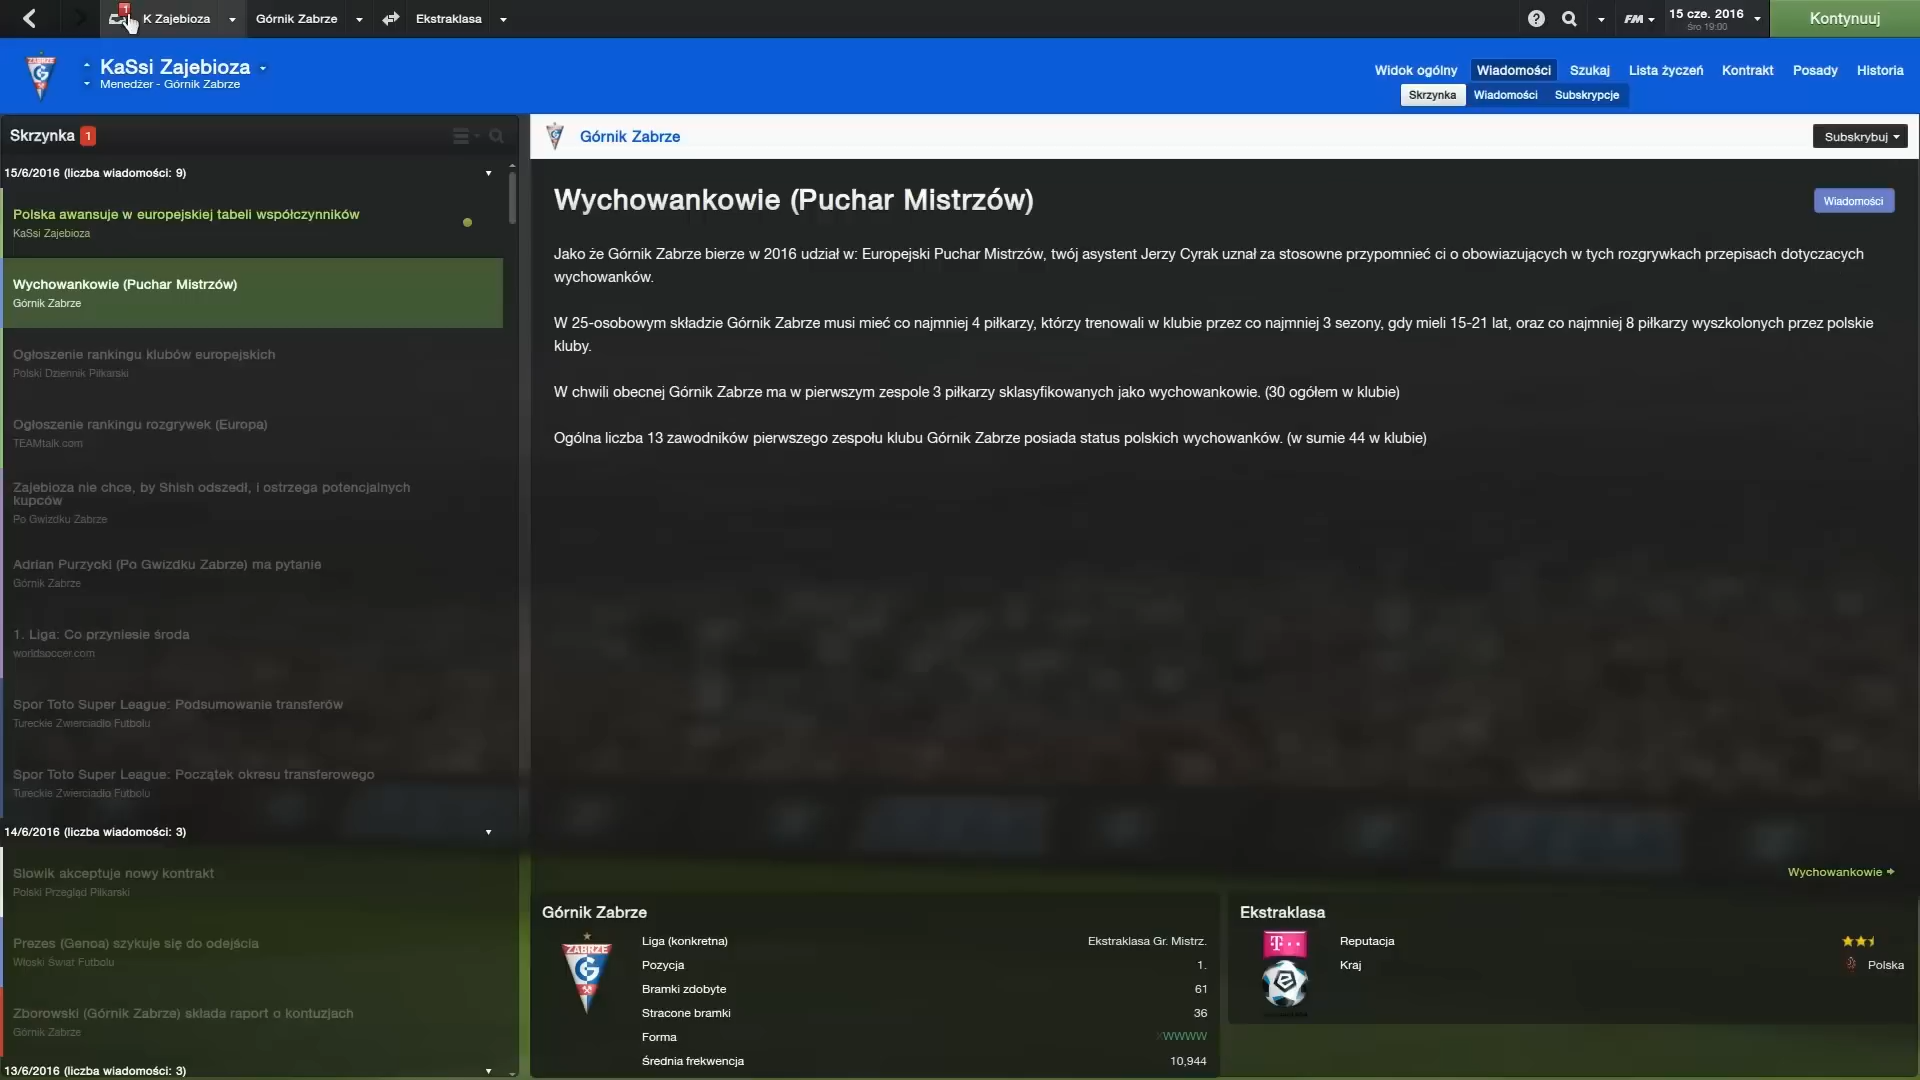 1
K Zajebioza
Górnik Zabrze
Ekstraklasa
FM
15 cze. 2016
Śro 19:00
Kontynuuj
KaSsi Zajebioza
Menedżer - Górnik Zabrze
Widok ogólny
Wiadomości
Szukaj
Lista życzeń
Kontrakt
Posady
Historia
Skrzynka
Wiadomości
Subskrypcje
Skrzynka 1
15/6/2016 (liczba wiadomości: 9)
Polska awansuje w europejskiej tabeli współczynników
KaSsi Zajebioza
Wychowankowie (Puchar Mistrzów)
Górnik Zabrze
Ogłoszenie rankingu klubów europejskich
Polski Dziennik Piłkarski
Ogłoszenie rankingu rozgrywek (Europa)
TEAMtalk.com
Zajebioza nie chce, by Shish odszedł, i ostrzega potencjalnych
kupców
Po Gwizdku Zabrze
Adrian Purzycki (Po Gwizdku Zabrze) ma pytanie
Górnik Zabrze
1. Liga: Co przyniesie środa
worldsoccer.com
Spor Toto Super League: Podsumowanie transferów
Tureckie Zwierciadło Futbolu
Spor Toto Super League: Początek okresu transferowego
Tureckie Zwierciadło Futbolu
14/6/2016 (liczba wiadomości: 3)
Słowik akceptuje nowy kontrakt
Polski Przegląd Piłkarski
Prezes (Genoa) szykuje się do odejścia
Włoski Świat Futbolu
Zborowski (Górnik Zabrze) składa raport o kontuzjach
Górnik Zabrze
13/6/2016 (liczba wiadomości: 3)
Górnik Zabrze
Subskrybuj
Wychowankowie (Puchar Mistrzów)
Wiadomości
Jako że Górnik Zabrze bierze w 2016 udział w: Europejski Puchar Mistrzów, twój asystent Jerzy Cyrak uznał za stosowne przypomnieć ci o obowiazujących w tych rozgrywkach przepisach dotyczacych
wychowanków.
W 25-osobowym składzie Górnik Zabrze musi mieć co najmniej 4 piłkarzy, którzy trenowali w klubie przez co najmniej 3 sezony, gdy mieli 15-21 lat, oraz co najmniej 8 piłkarzy wyszkolonych przez polskie
kluby.
W chwili obecnej Górnik Zabrze ma w pierwszym zespole 3 piłkarzy sklasyfikowanych jako wychowankowie. (30 ogółem w klubie)
Ogólna liczba 13 zawodników pierwszego zespołu klubu Górnik Zabrze posiada status polskich wychowanków. (w sumie 44 w klubie)
Wychowankowie
Górnik Zabrze
ZABRZE
Liga (konkretna) Ekstraklasa Gr. Mistrz.
Pozycja 1.
Bramki zdobyte 61
Stracone bramki 36
Forma WWWW
Średnia frekwencja 10,944
Ekstraklasa
Reputacja
Kraj Polska